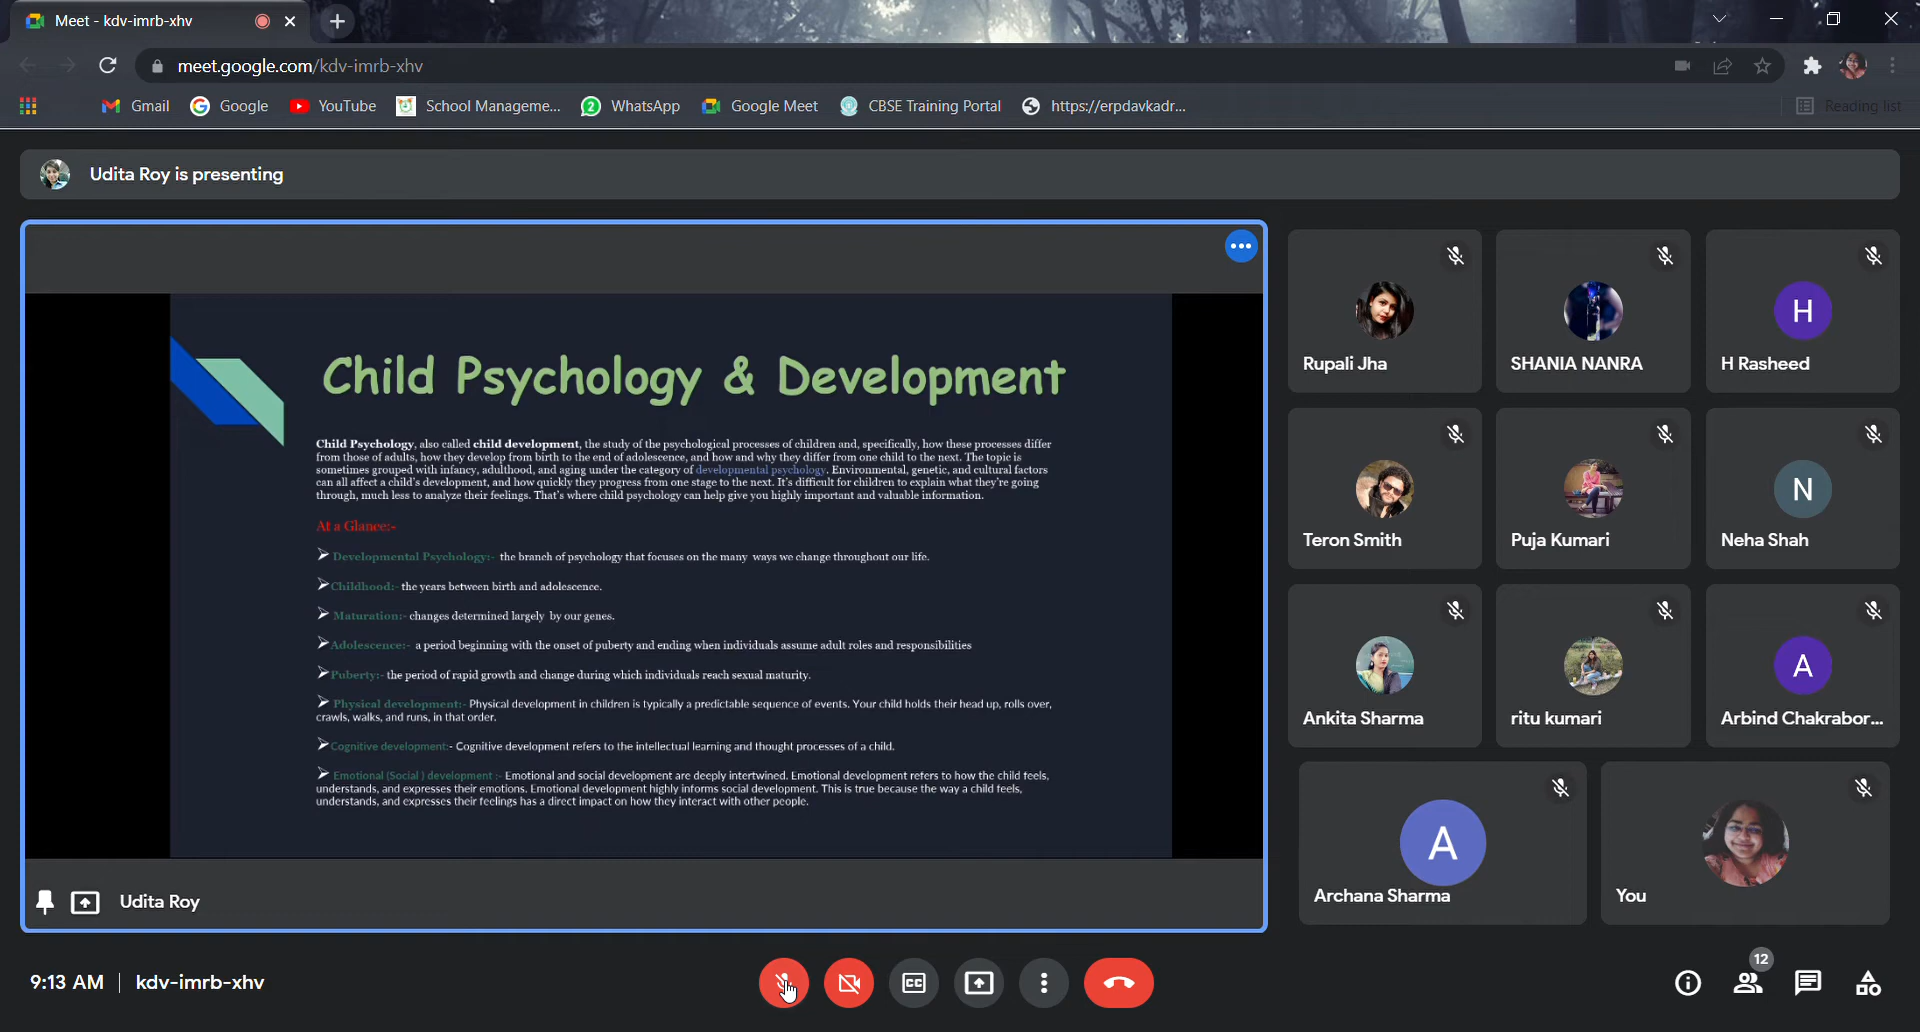 Meet - kdv-imrb-xhv
meet.google.com/kdv-imrb-xhv
Gmail
Google
YouTube
School Manageme...
WhatsApp
Google Meet
CBSE Training Portal
https://erpdavkadr...
Reading list
Udita Roy is presenting
Child Psychology & Development
Child Psychology, also called child development, the study of the psychological processes of children and, specifically, how these processes differ
from those of adults, how they develop from birth to the end of adolescence, and how and why they differ from one child to the next. The topic is
sometimes grouped with infancy, adulthood, and aging under the category of developmental psychology. Environmental, genetic, and cultural factors
can all affect a child's development, and how quickly they progress from one stage to the next. It's difficult for children to explain what they're going
through, much less to analyze their feelings. That's where child psychology can help give you highly important and valuable information.
At a Glance:-
➢ Developmental Psychology:- the branch of psychology that focuses on the many ways we change throughout our life.
➢ Childhood:- the years between birth and adolescence.
➢ Maturation:- changes determined largely by our genes.
➢ Adolescence:- a period beginning with the onset of puberty and ending when individuals assume adult roles and responsibilities
➢ Puberty:- the period of rapid growth and change during which individuals reach sexual maturity.
➢ Physical development:- Physical development in children is typically a predictable sequence of events. Your child holds their head up, rolls over,
crawls, walks, and runs, in that order.
➢ Cognitive development:- Cognitive development refers to the intellectual learning and thought processes of a child.
➢ Emotional (Social ) development :- Emotional and social development are deeply intertwined. Emotional development refers to how the child feels,
understands, and expresses their emotions. Emotional development highly informs social development. This is true because the way a child feels,
understands, and expresses their feelings has a direct impact on how they interact with other people.
Udita Roy
Rupali Jha
SHANIA NANRA
H
H Rasheed
Teron Smith
Puja Kumari
N
Neha Shah
Ankita Sharma
ritu kumari
A
Arbind Chakrabor...
A
Archana Sharma
You
9:13 AM | kdv-imrb-xhv
CC
12